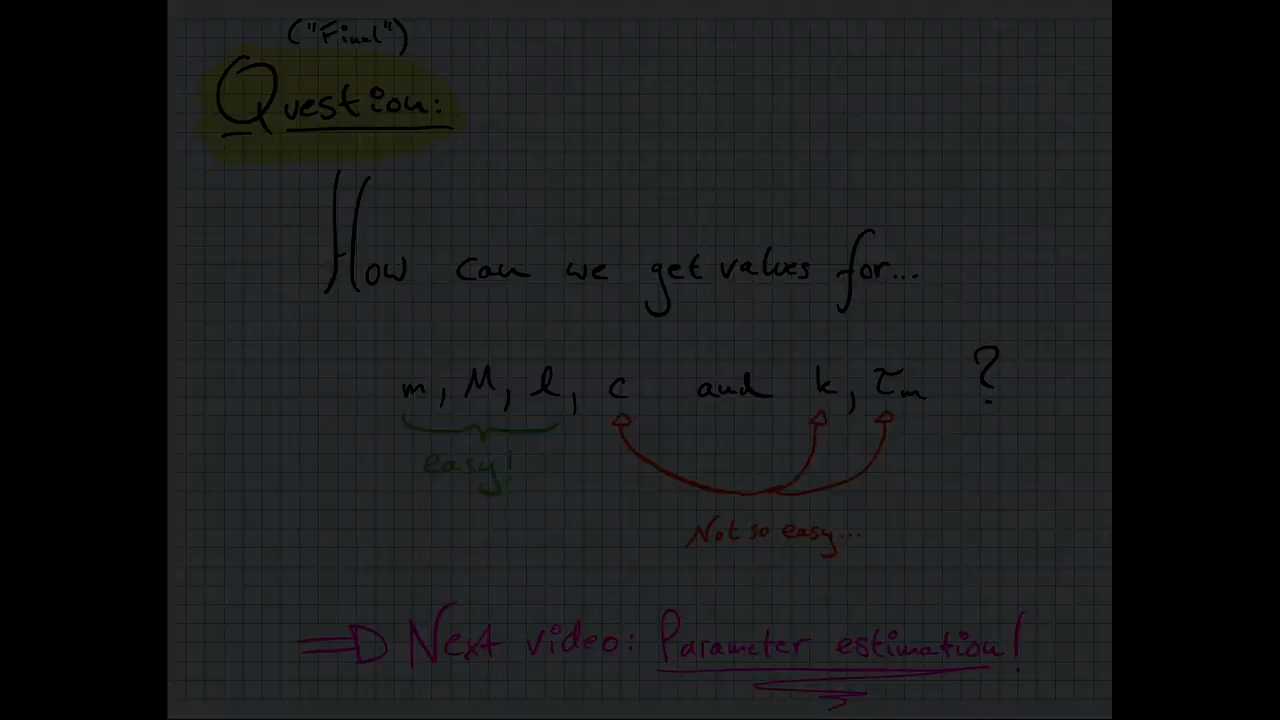 ("Final")
Question:
How can we get values for...
m, M, l, c and k, τm ?
easy!
Not so easy...
⇒ Next video: Parameter estimation!